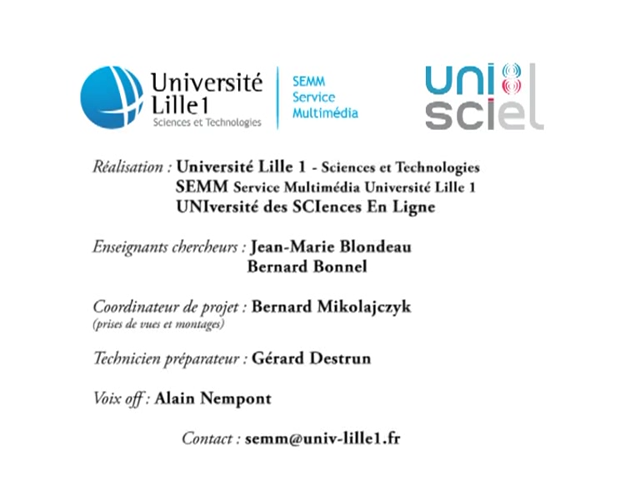 Université
Lille1
Sciences et Technologies
SEMM
Service
Multimédia
uni
sciel
Réalisation : Université Lille 1 - Sciences et Technologies
SEMM Service Multimédia Université Lille 1
UNIversité des SCIences En Ligne
Enseignants chercheurs : Jean-Marie Blondeau
Bernard Bonnel
Coordinateur de projet : Bernard Mikolajczyk
(prises de vues et montages)
Technicien préparateur : Gérard Destrun
Voix off : Alain Nempont
Contact : semm@univ-lille1.fr